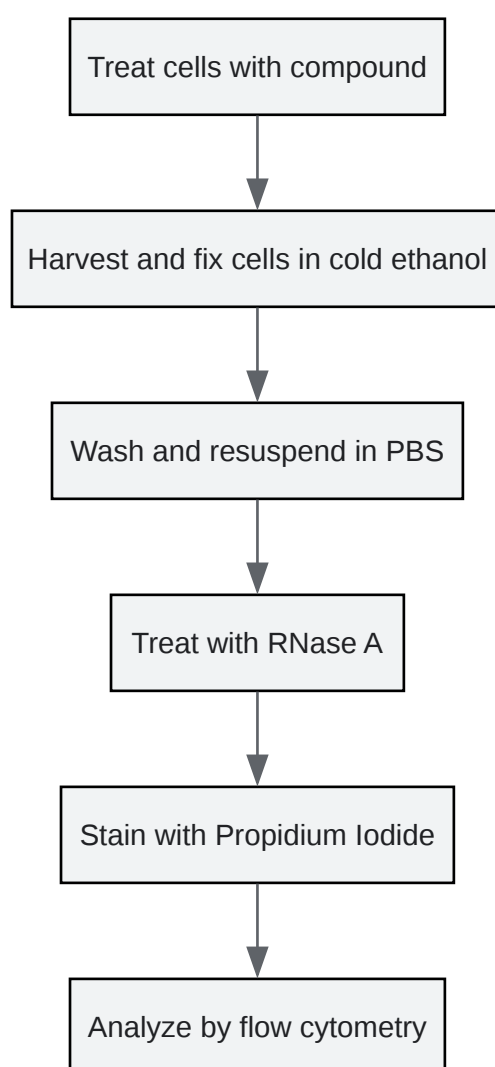 Treat cells with compound
Harvest and fix cells in cold ethanol
Wash and resuspend in PBS
Treat with RNase A
Stain with Propidium Iodide
Analyze by flow cytometry